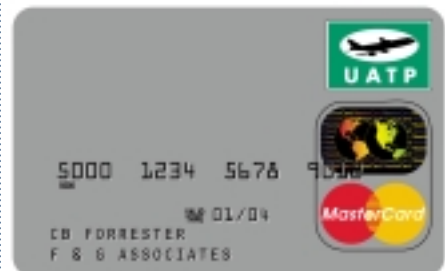 UATP
5000 1234 5678
01/04
MasterCard
CB FORRESTER
F & G ASSOCIATES